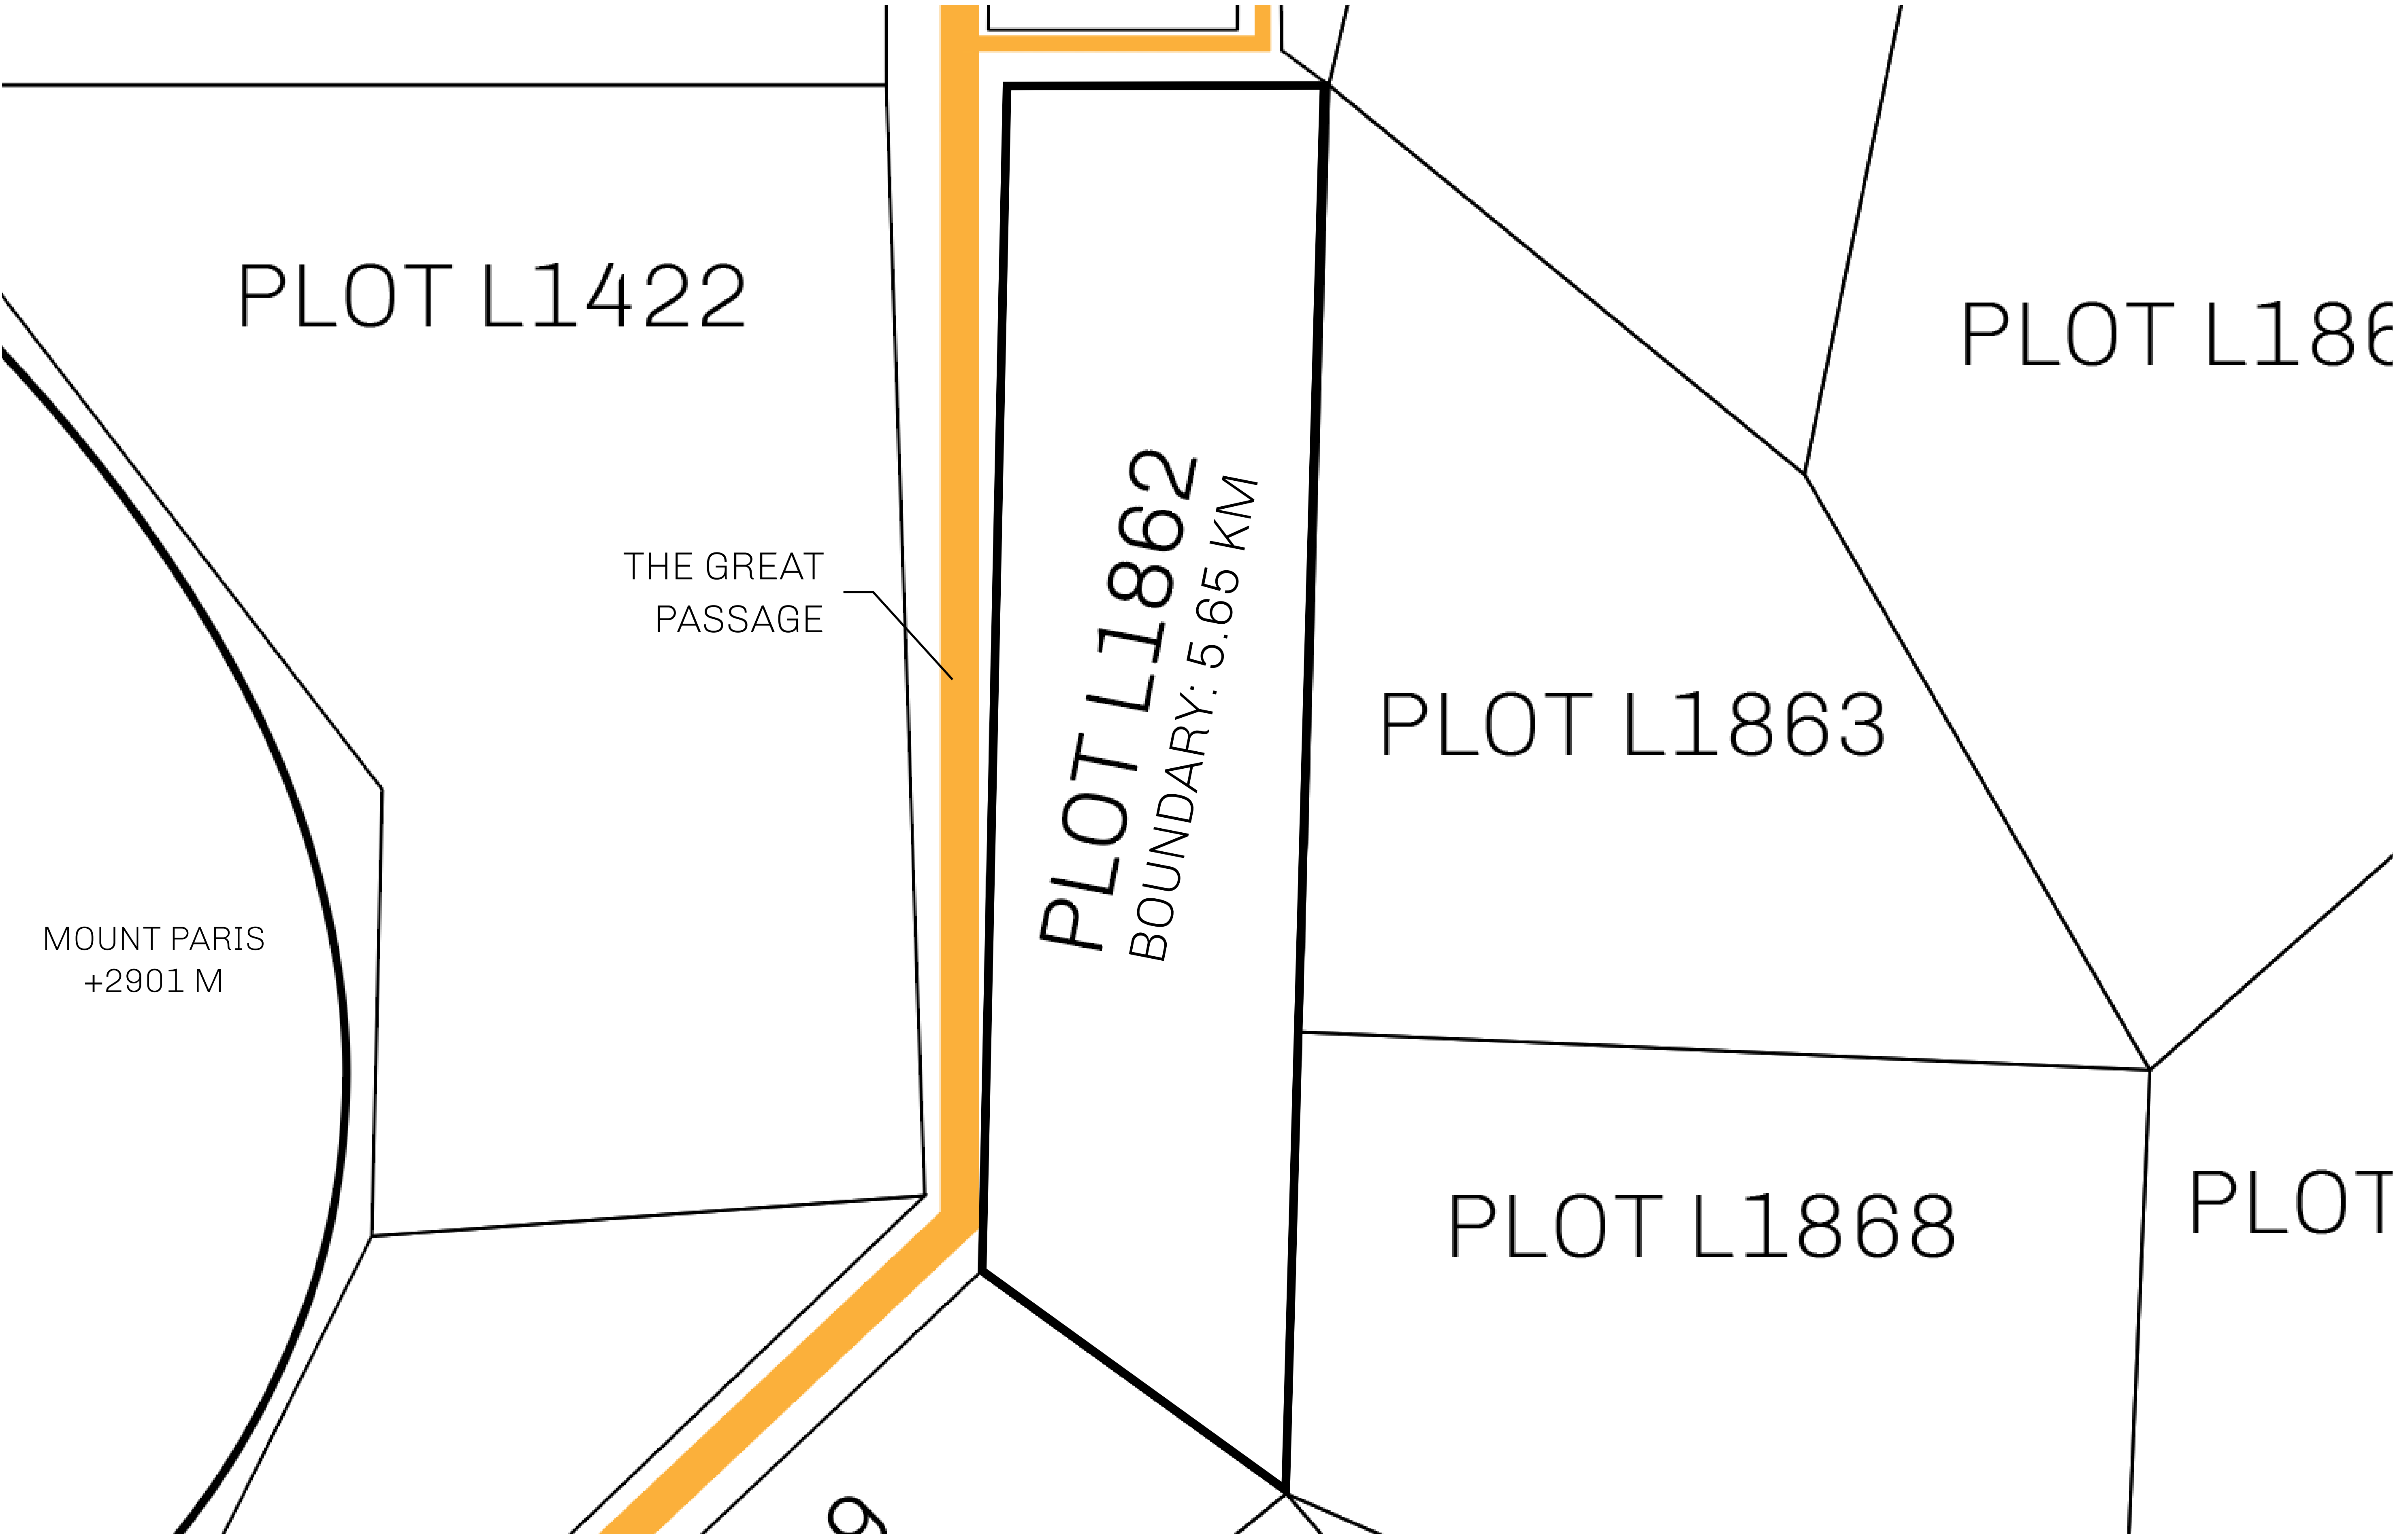 PLOT L1422
PLOT L186
THE GREAT
PASSAGE
PLOT L1862
BOUNDARY: 5.65 KM
PLOT L1863
MOUNT PARIS
+2901 M
PLOT L1868
PLOT
9